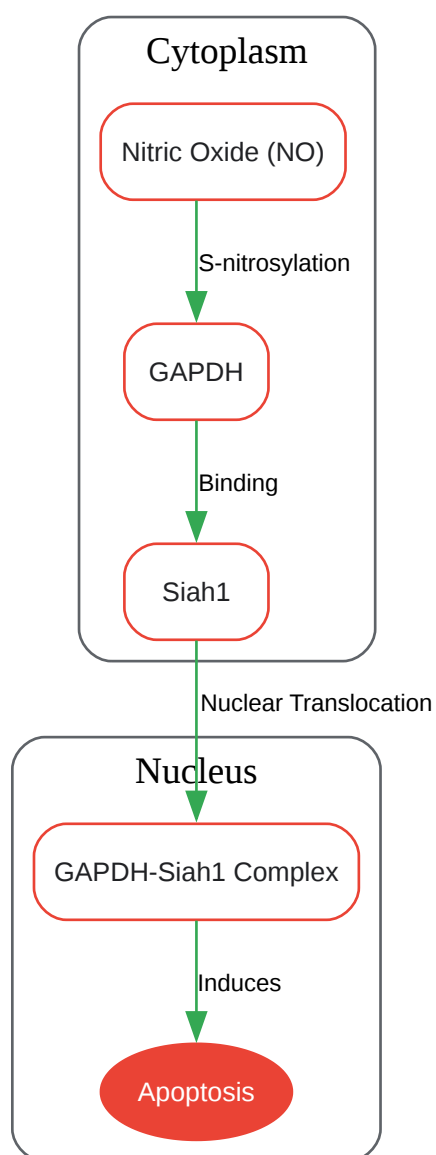 Cytoplasm
Nitric Oxide (NO)
S-nitrosylation
GAPDH
Binding
Siah1
Nuclear Translocation
Nucleus
GAPDH-Siah1 Complex
Induces
Apoptosis